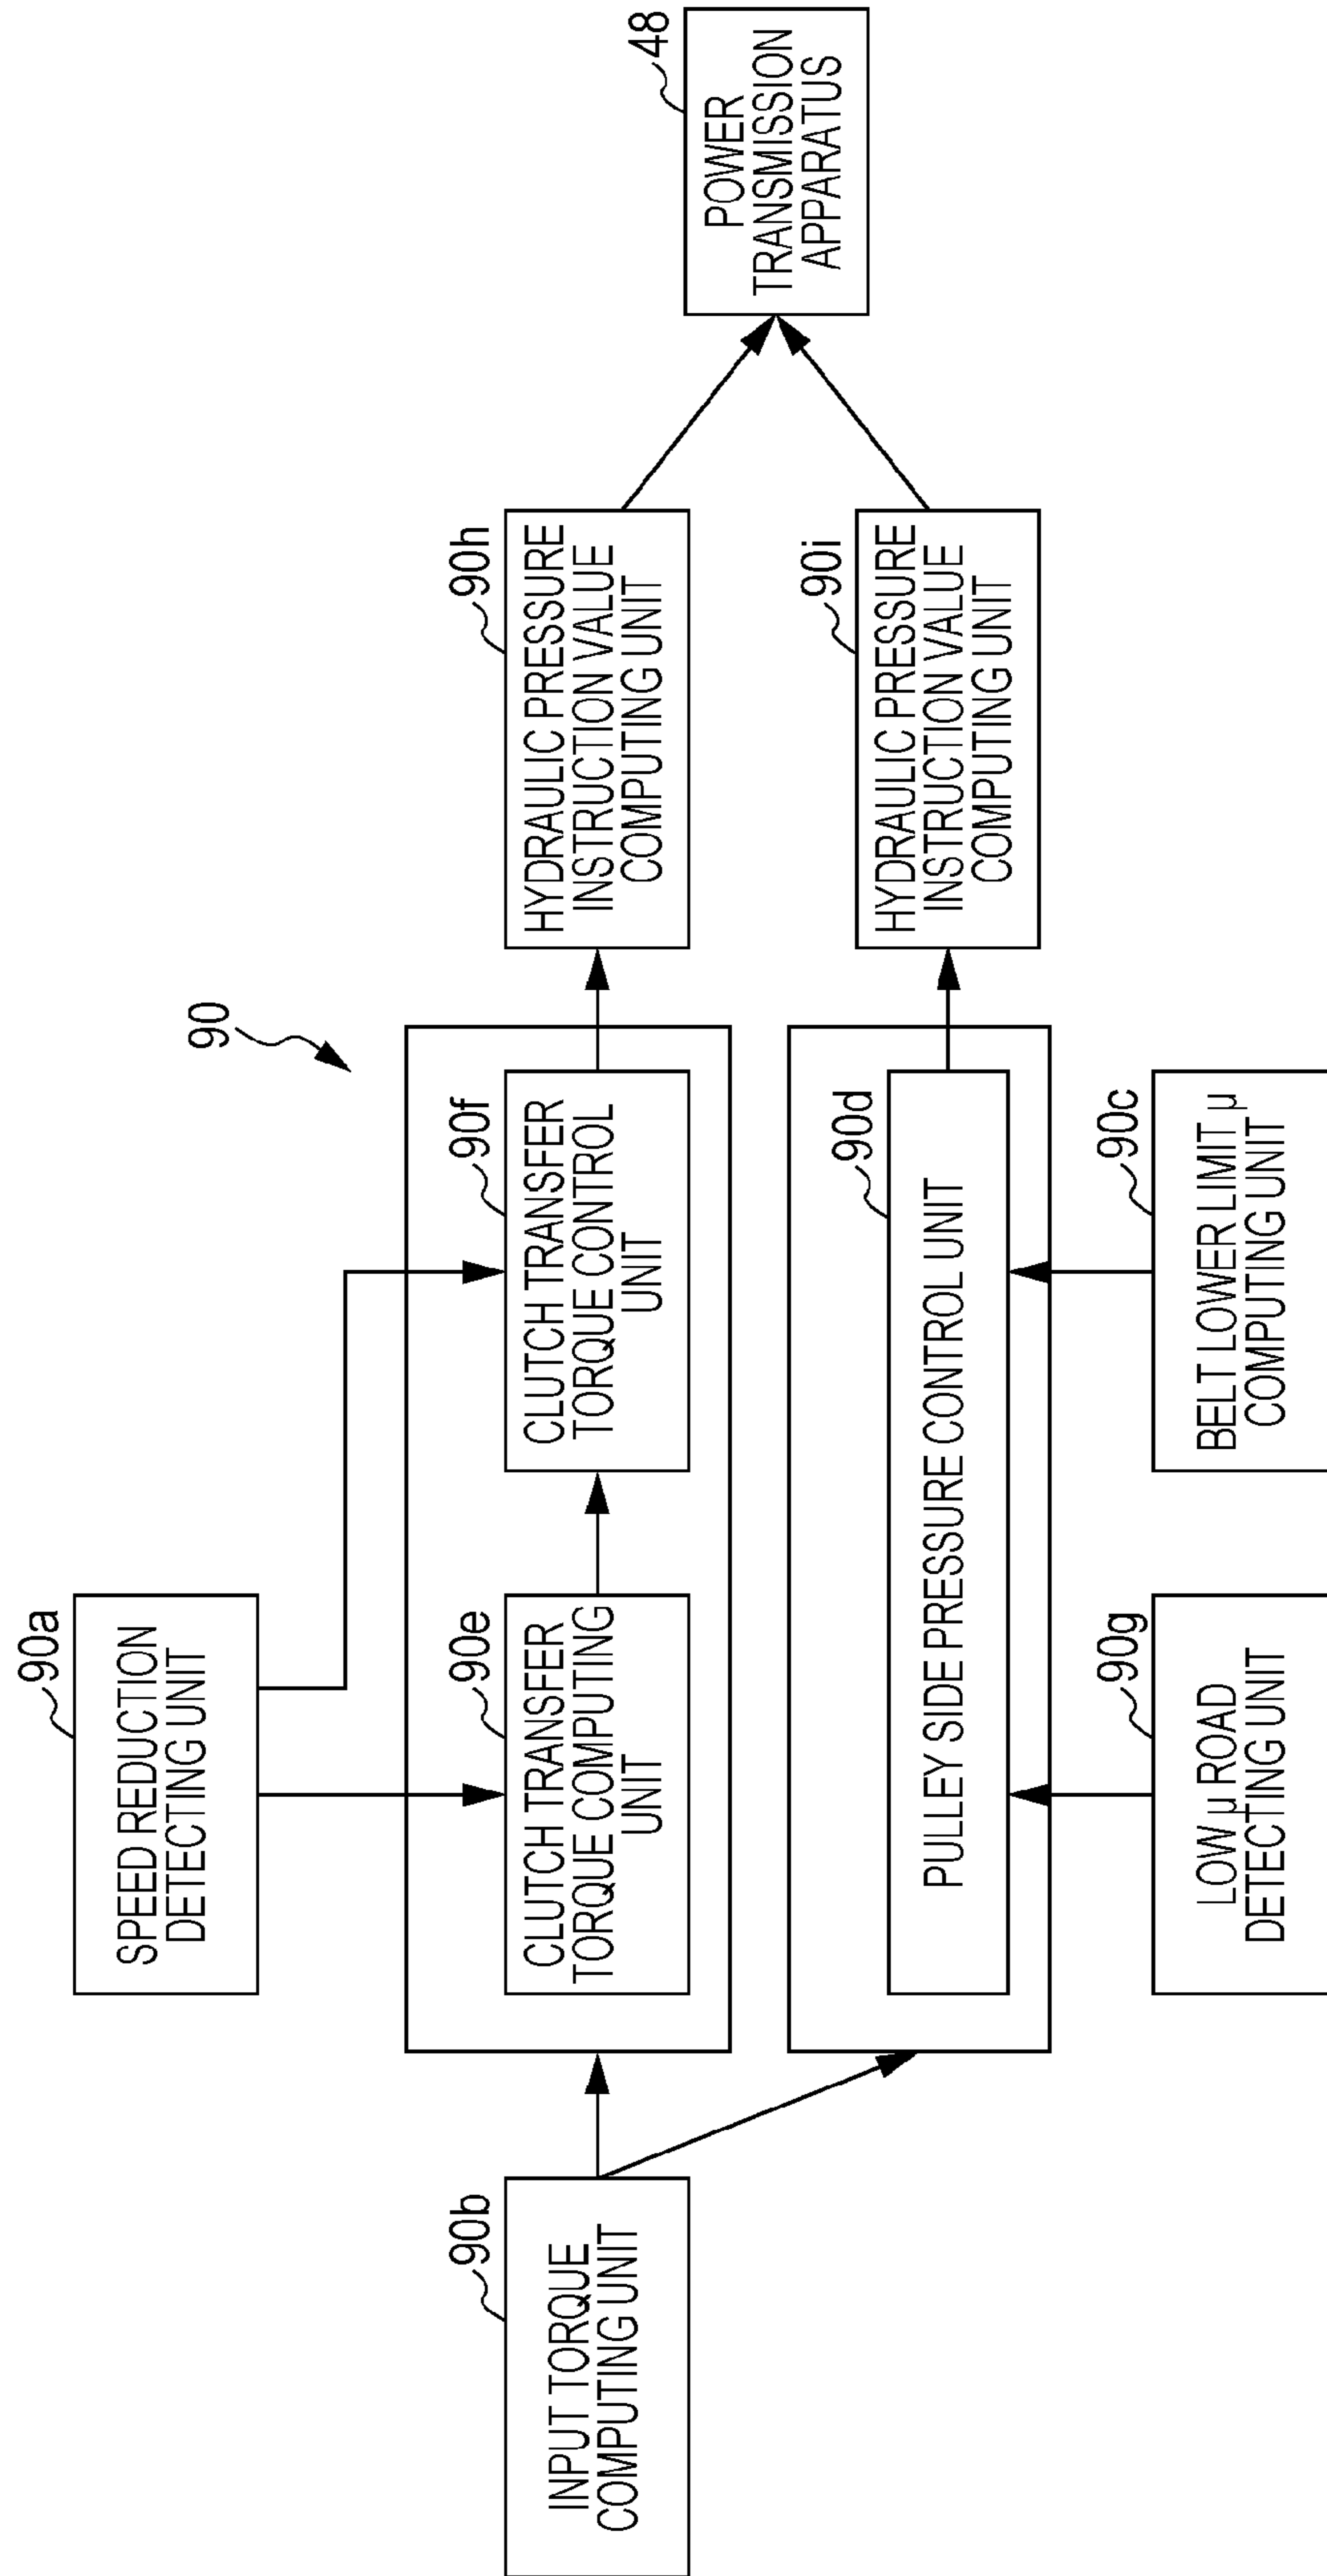 90
90a
SPEED REDUCTION
DETECTING UNIT
90b
INPUT TORQUE
COMPUTING UNIT
90e
CLUTCH TRANSFER
TORQUE COMPUTING
UNIT
90f
CLUTCH TRANSFER
TORQUE CONTROL
UNIT
90h
HYDRAULIC PRESSURE
INSTRUCTION VALUE
COMPUTING UNIT
48
POWER
TRANSMISSION
APPARATUS
90d
PULLEY SIDE PRESSURE CONTROL UNIT
90i
HYDRAULIC PRESSURE
INSTRUCTION VALUE
COMPUTING UNIT
90g
LOW μ ROAD
DETECTING UNIT
90c
BELT LOWER LIMIT μ
COMPUTING UNIT